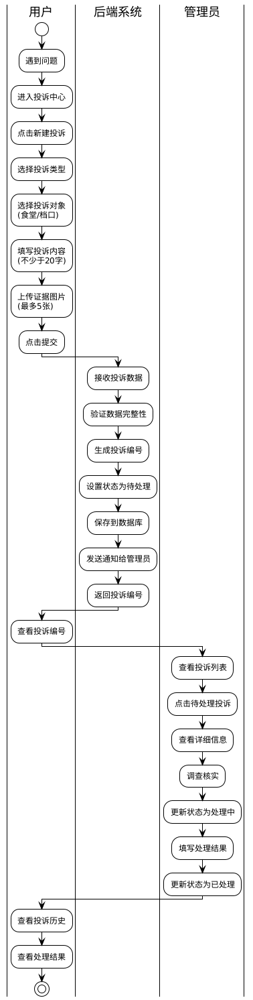 用户
后端系统
管理员
遇到问题
进入投诉中心
点击新建投诉
选择投诉类型
选择投诉对象
(食堂/档口)
填写投诉内容
(不少于20字)
上传证据图片
(最多5张)
点击提交
接收投诉数据
验证数据完整性
生成投诉编号
设置状态为待处理
保存到数据库
发送通知给管理员
返回投诉编号
查看投诉编号
查看投诉列表
点击待处理投诉
查看详细信息
调查核实
更新状态为处理中
填写处理结果
更新状态为已处理
查看投诉历史
查看处理结果